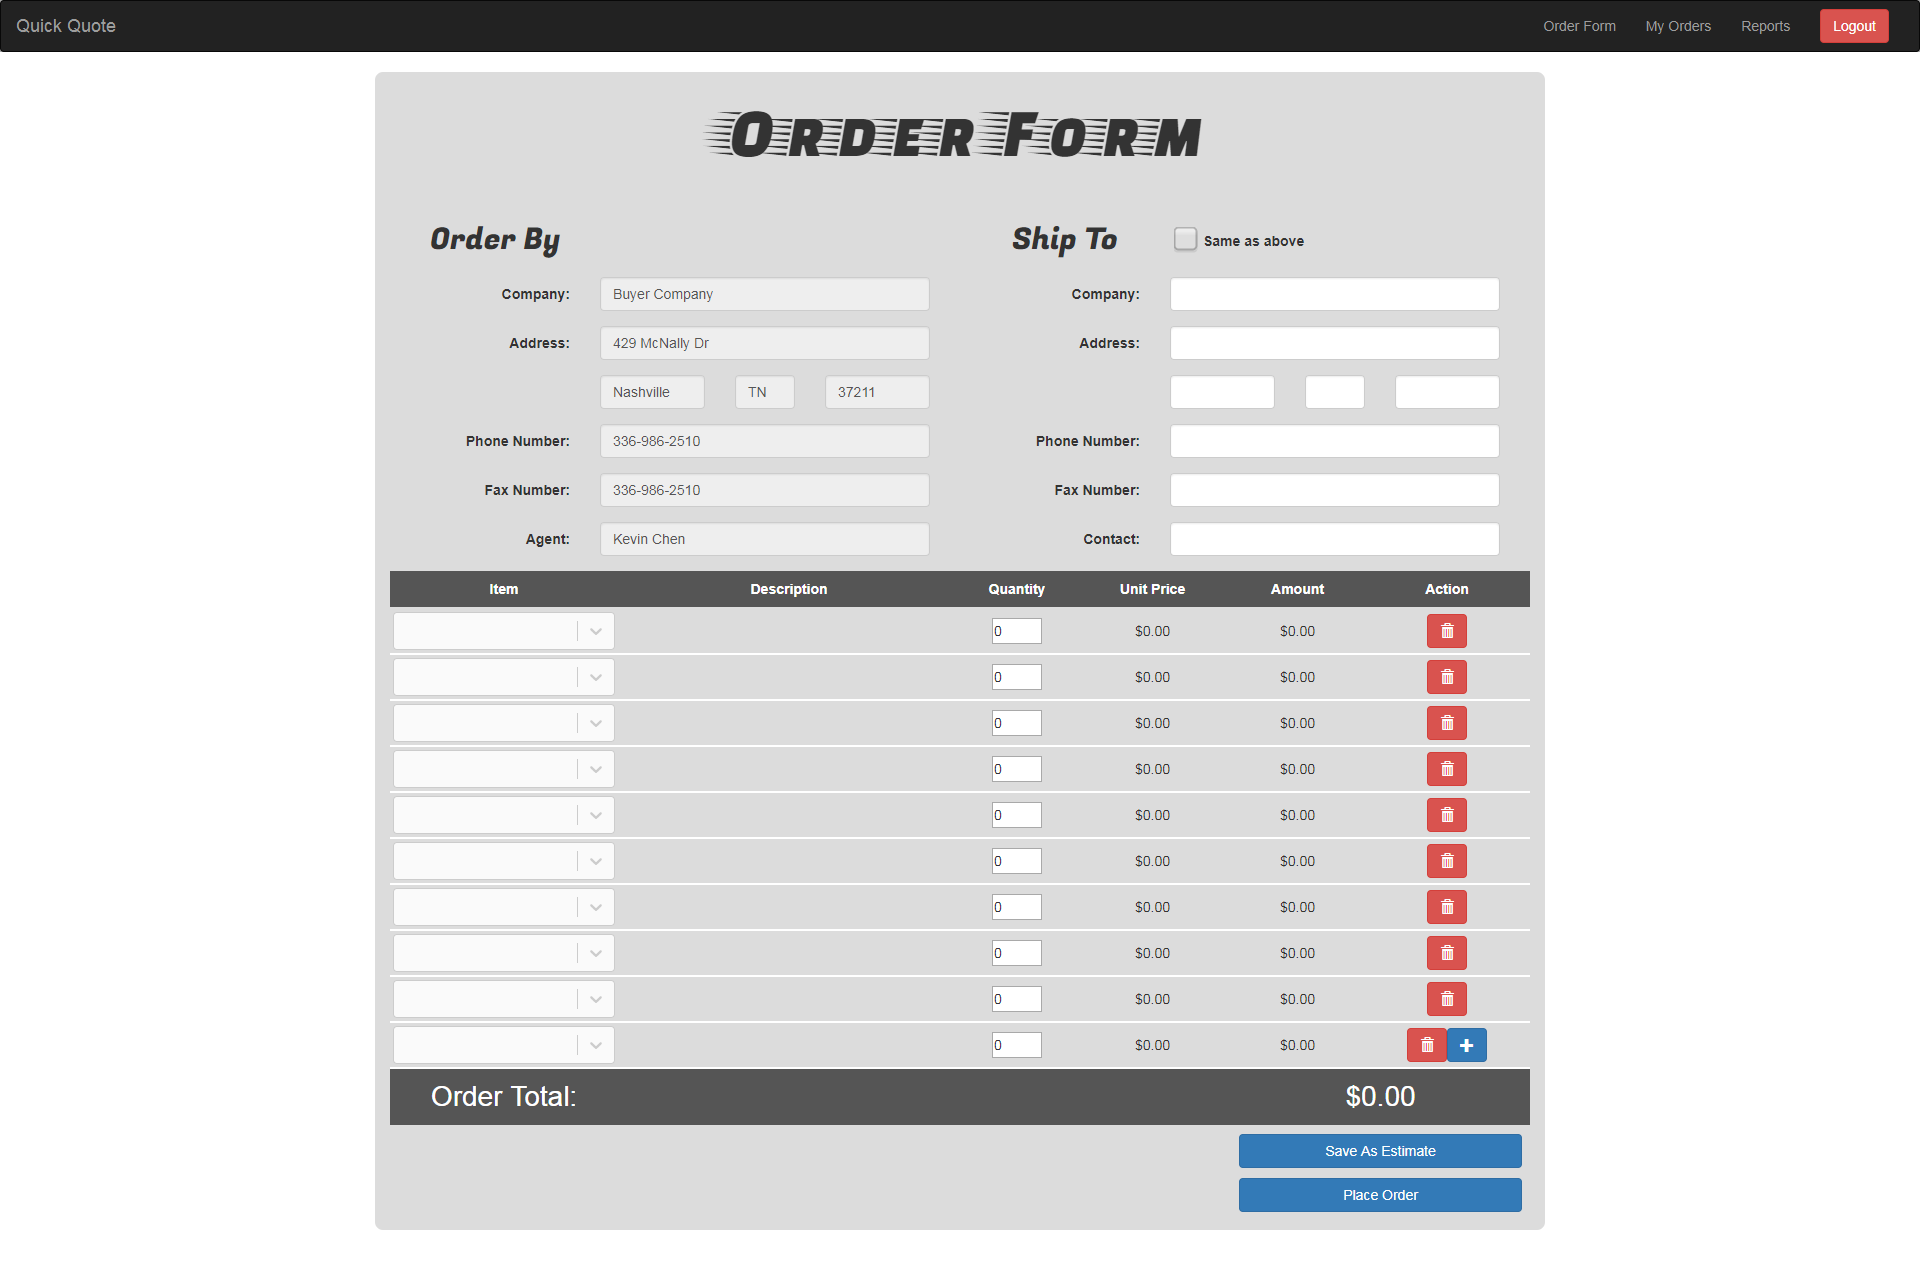 Quick Quote Order Form My Orders Reports Logout
Order Form
Order By Ship To Same as above
Company: Buyer Company Company:
Address: 429 McNally Dr Address:
Nashville TN 37211
Phone Number: 336-986-2510 Phone Number:
Fax Number: 336-986-2510 Fax Number:
Agent: Kevin Chen Contact:
Item Description Quantity Unit Price Amount Action
0 $0.00 $0.00
0 $0.00 $0.00
0 $0.00 $0.00
0 $0.00 $0.00
0 $0.00 $0.00
0 $0.00 $0.00
0 $0.00 $0.00
0 $0.00 $0.00
0 $0.00 $0.00
0 $0.00 $0.00
Order Total: $0.00
Save As Estimate
Place Order